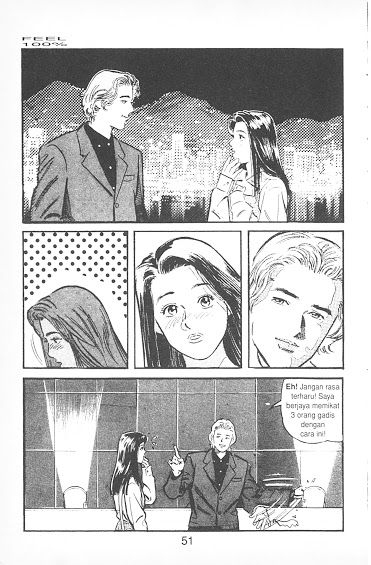 FEEL
100%
Eh! Jangan rasa
terharu! Saya
berjaya memikat
3 orang gadis
dengan
cara ini!
51